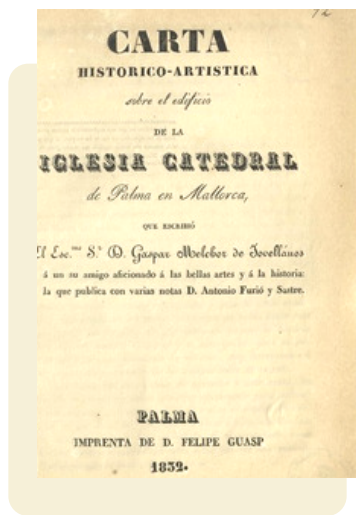 12
CARTA
HISTORICO-ARTISTICA
sobre el edificio
DE LA
IGLESIA CATEDRAL
de Palma en Mallorca,
QUE ESCRIBIÓ
El Esc.mo S.r D. Gaspar Melchor de Jovellános
á un su amigo aficionado á las bellas artes y á la historia:
la que publica con varias notas D. Antonio Furió y Sastre.
PALMA
IMPRENTA DE D. FELIPE GUASP
1832.